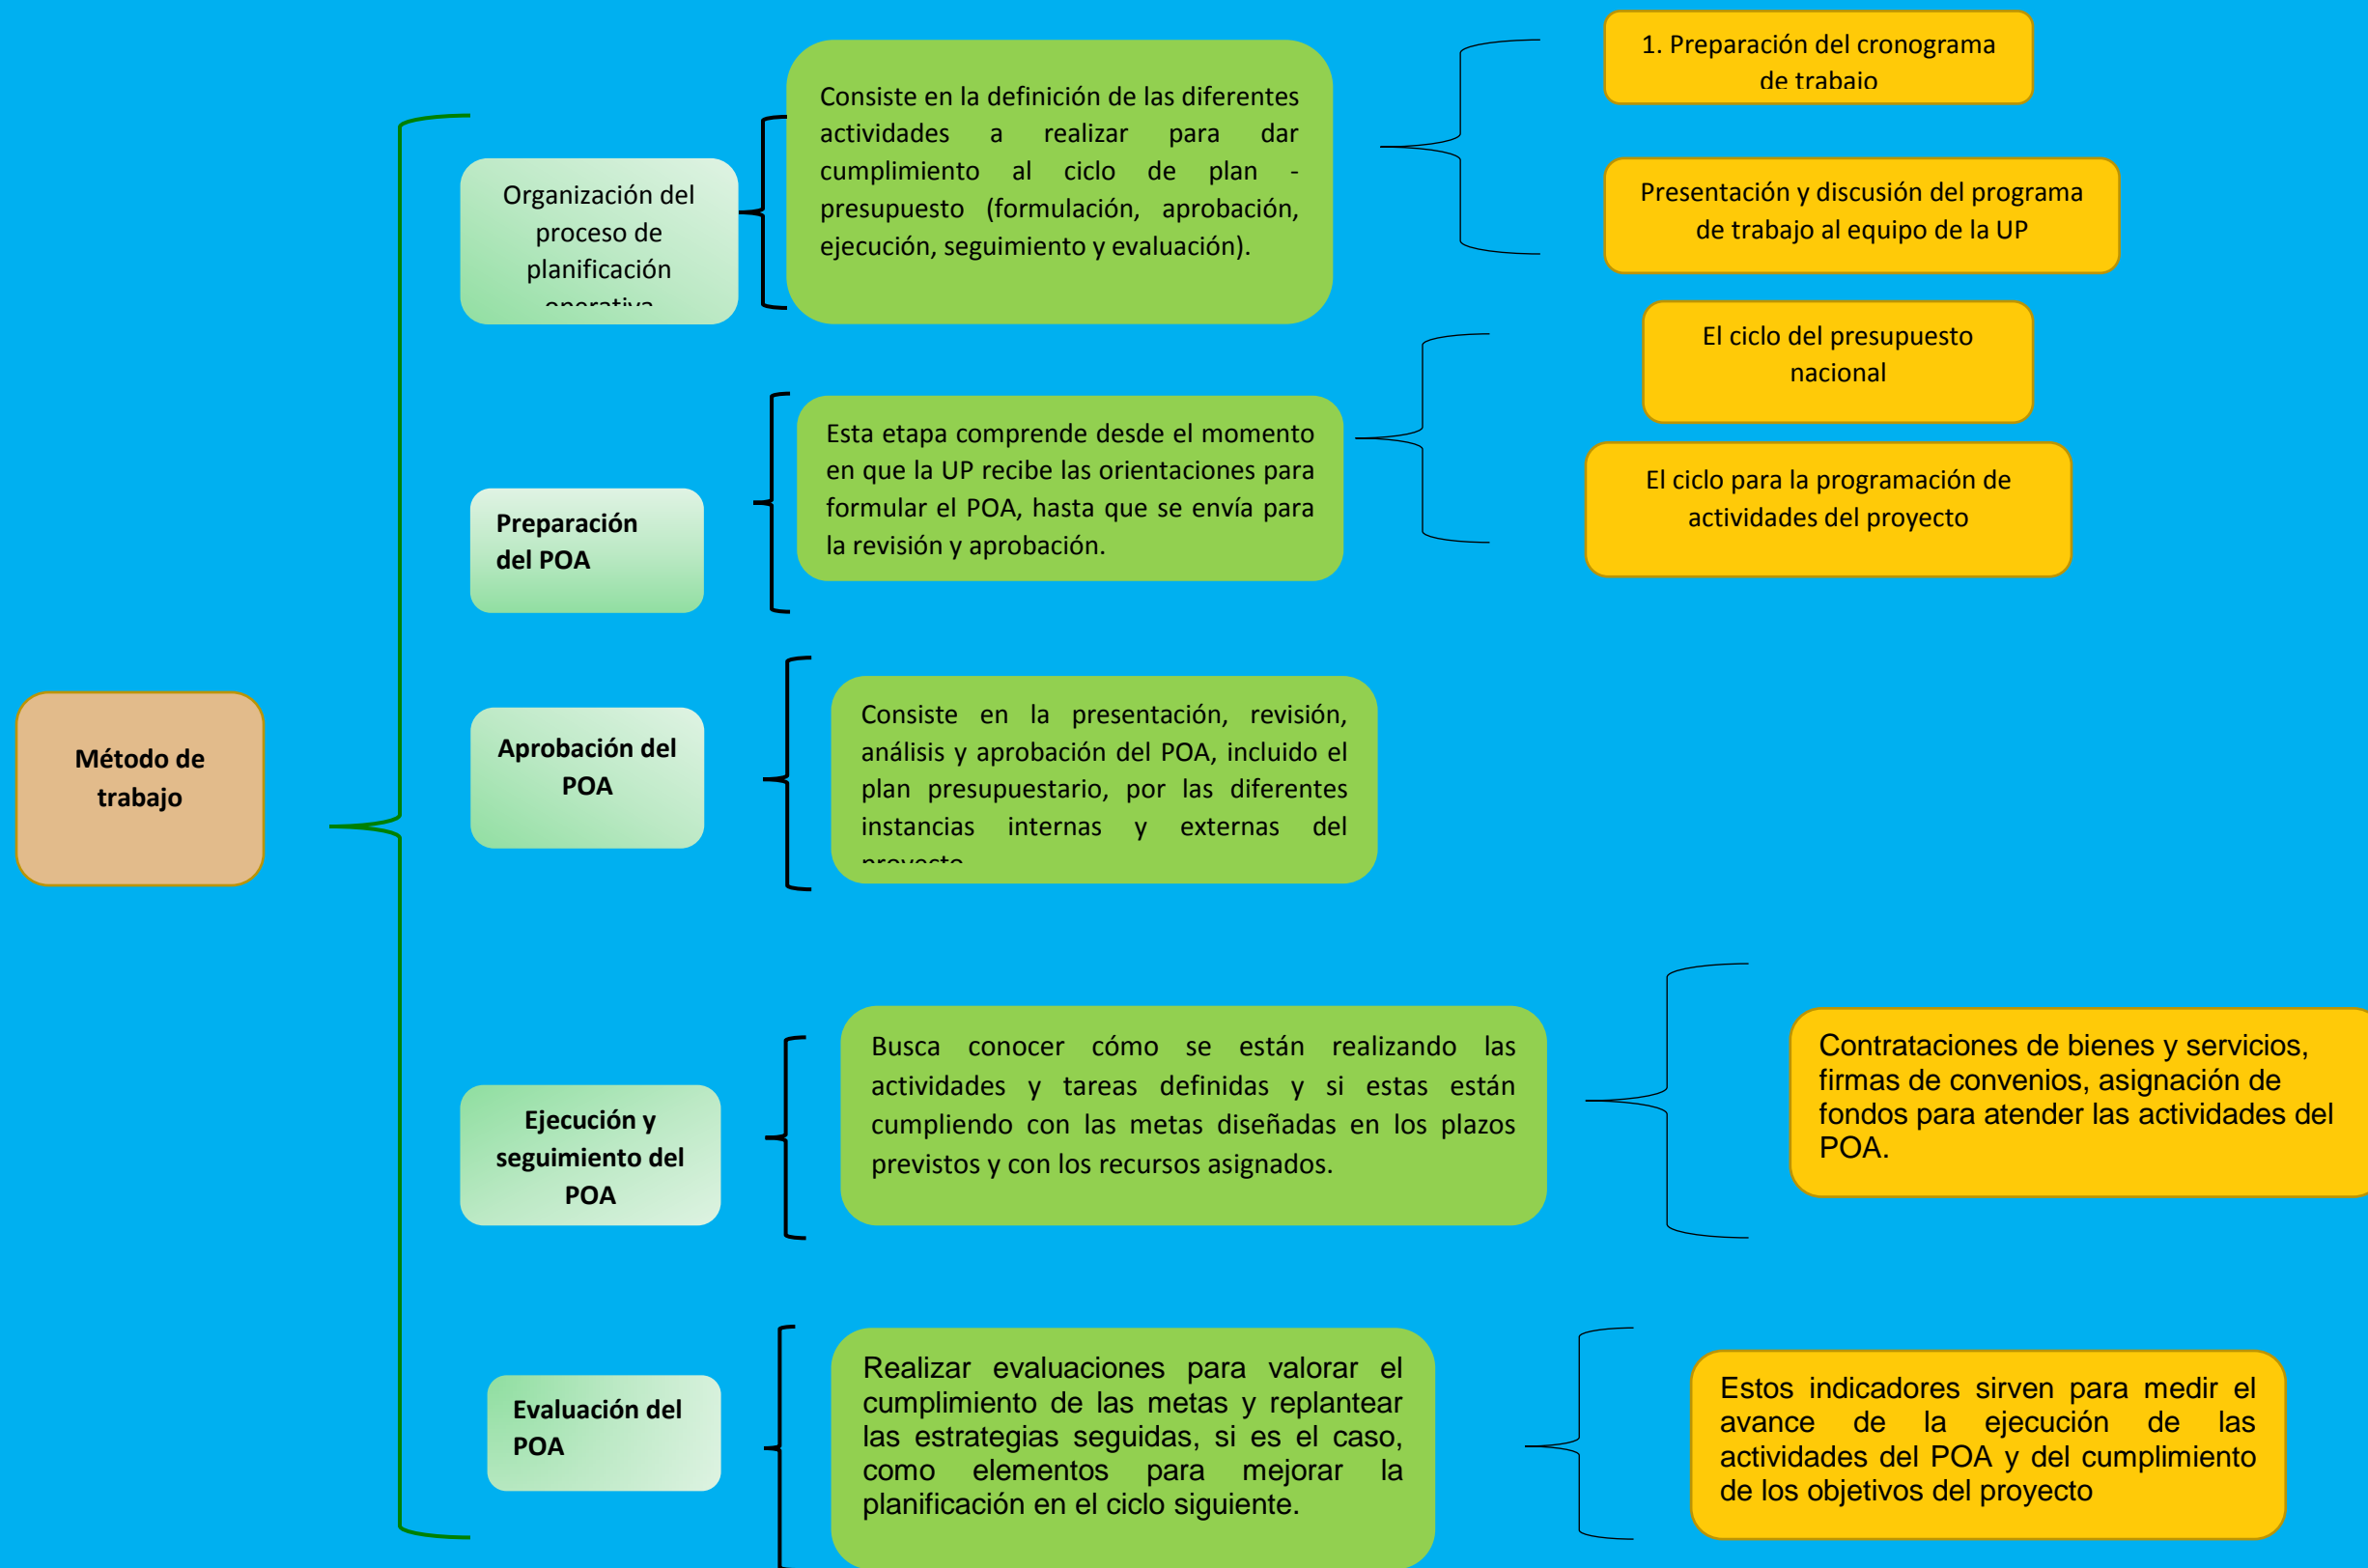 Método de
trabajo
Organización del
proceso de
planificación
operativa
Consiste en la definición de las diferentes
actividades a realizar para dar
cumplimiento al ciclo de plan -
presupuesto (formulación, aprobación,
ejecución, seguimiento y evaluación).
1. Preparación del cronograma
de trabajo
Presentación y discusión del programa
de trabajo al equipo de la UP
Preparación
del POA
Esta etapa comprende desde el momento
en que la UP recibe las orientaciones para
formular el POA, hasta que se envía para
la revisión y aprobación.
El ciclo del presupuesto
nacional
El ciclo para la programación de
actividades del proyecto
Aprobación del
POA
Consiste en la presentación, revisión,
análisis y aprobación del POA, incluido el
plan presupuestario, por las diferentes
instancias internas y externas del
proyecto
Ejecución y
seguimiento del
POA
Busca conocer cómo se están realizando las
actividades y tareas definidas y si estas están
cumpliendo con las metas diseñadas en los plazos
previstos y con los recursos asignados.
Contrataciones de bienes y servicios,
firmas de convenios, asignación de
fondos para atender las actividades del
POA.
Evaluación del
POA
Realizar evaluaciones para valorar el
cumplimiento de las metas y replantear
las estrategias seguidas, si es el caso,
como elementos para mejorar la
planificación en el ciclo siguiente.
Estos indicadores sirven para medir el
avance de la ejecución de las
actividades del POA y del cumplimiento
de los objetivos del proyecto